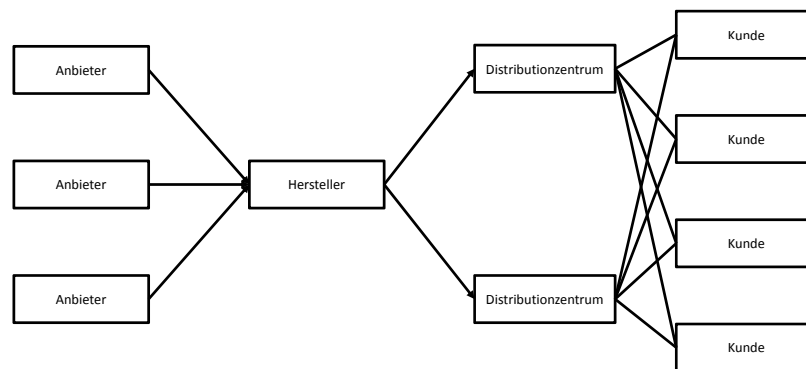 Anbieter
Anbieter
Anbieter
Hersteller
Distributionzentrum
Distributionzentrum
Kunde
Kunde
Kunde
Kunde